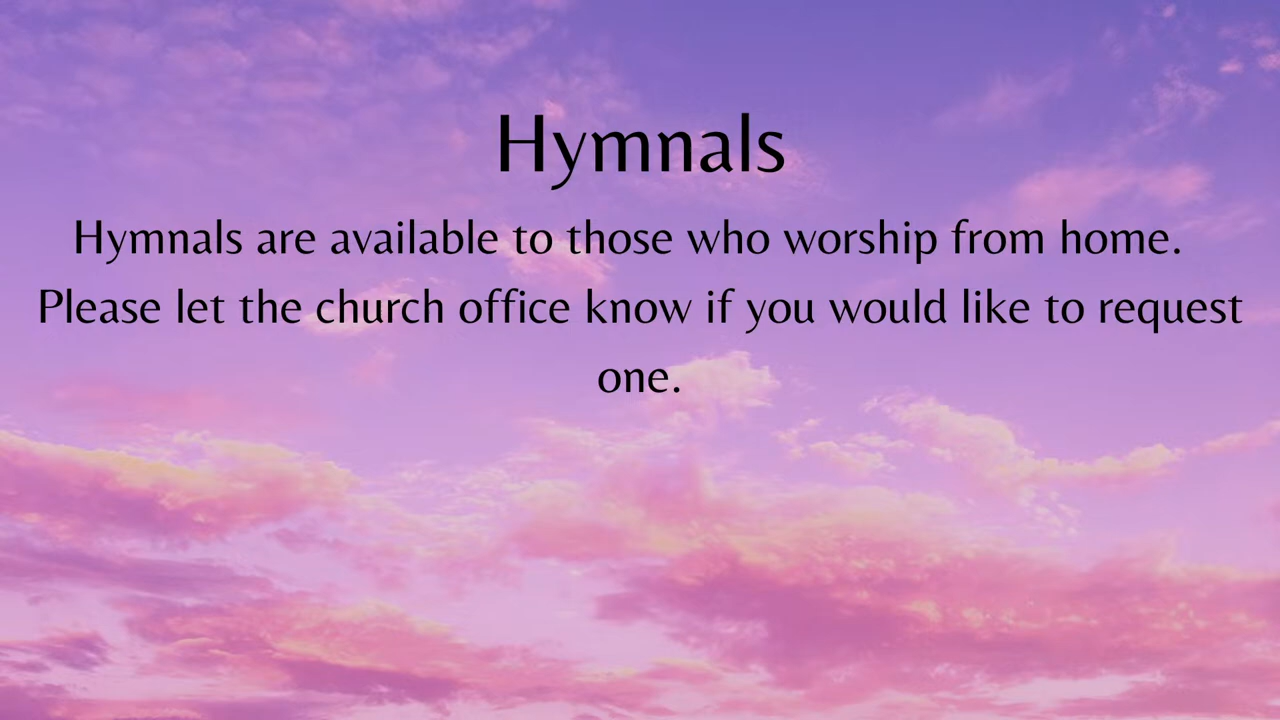 Hymnals
Hymnals are available to those who worship from home.
Please let the church office know if you would like to request
one.